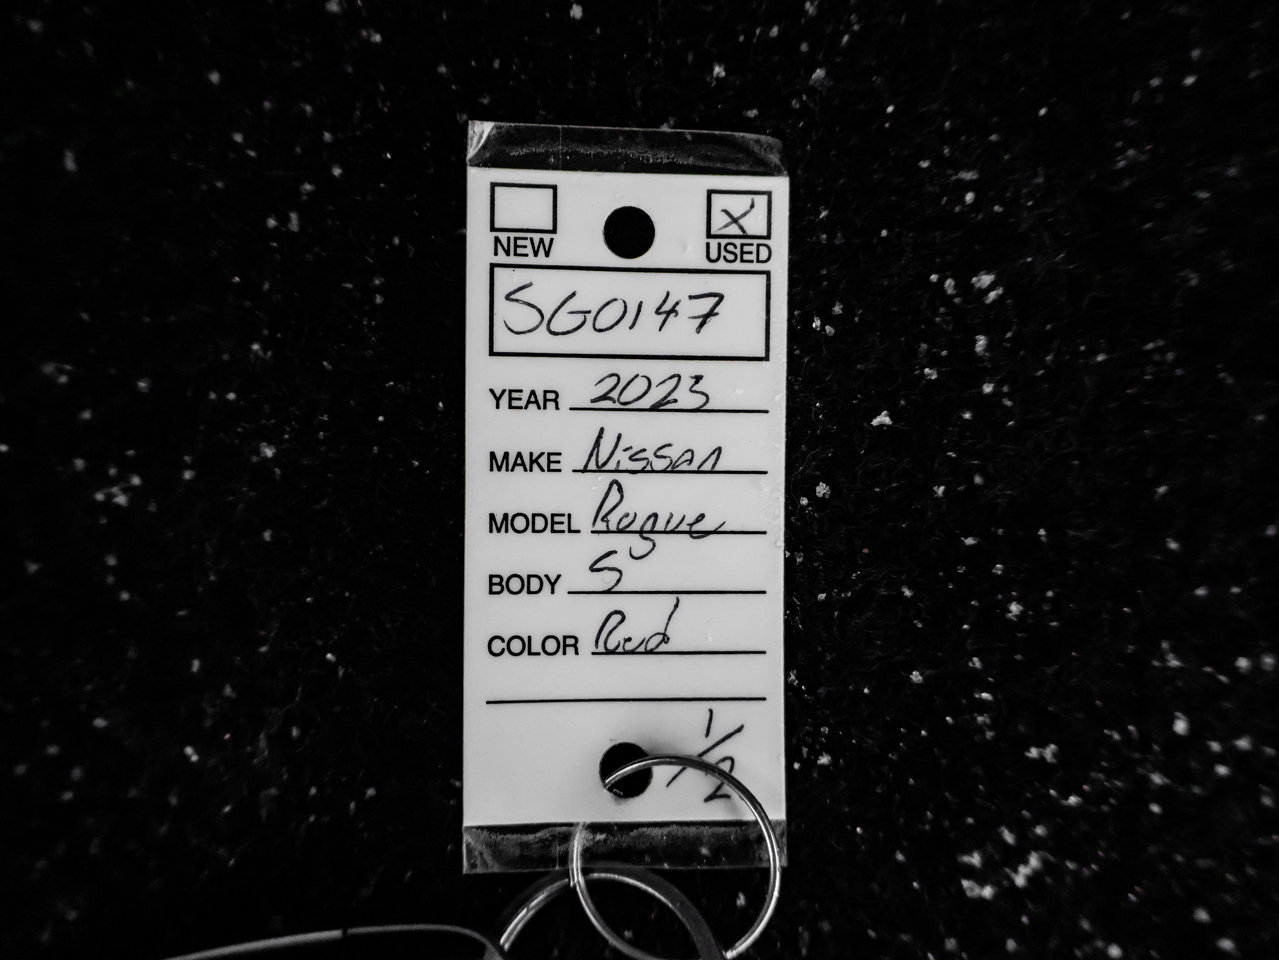 NEW X USED
SG0147
YEAR 2023
MAKE Nissan
MODEL Rogue
BODY S
COLOR Red
1/2